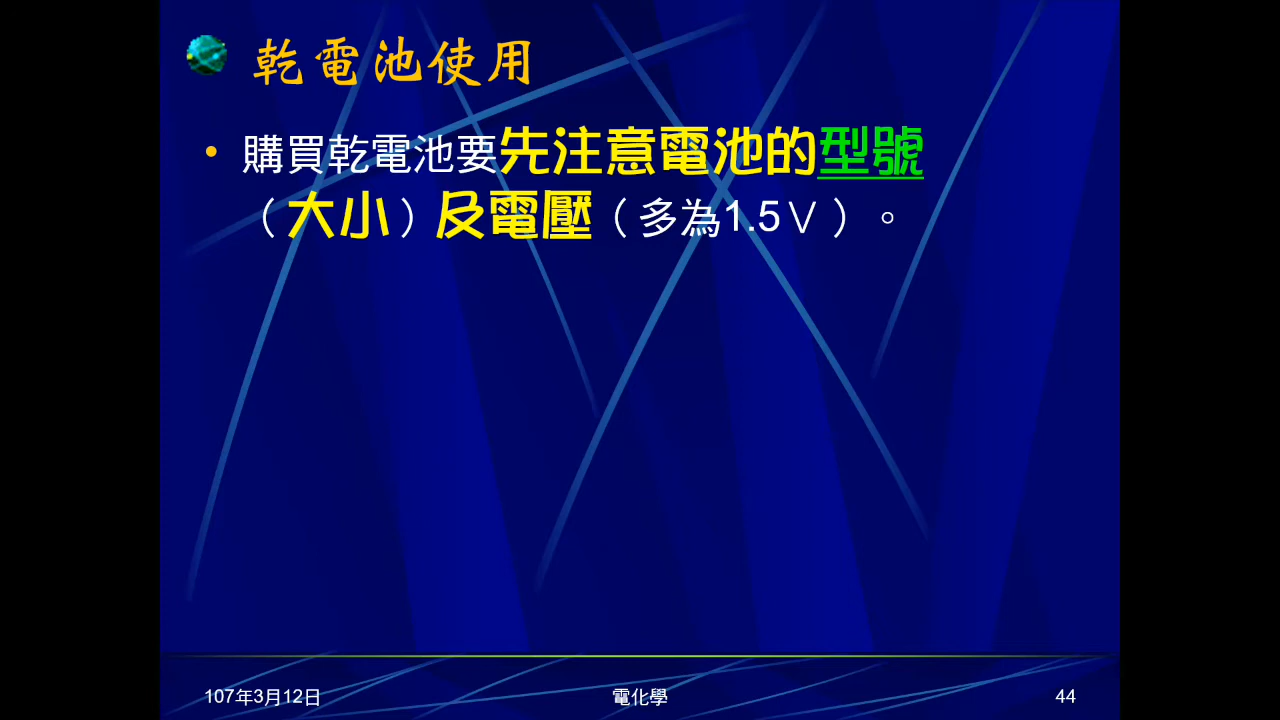 乾電池使用
• 購買乾電池要先注意電池的型號
（大小）及電壓（多為1.5Ⅴ）。
107年3月12日
電化學
44